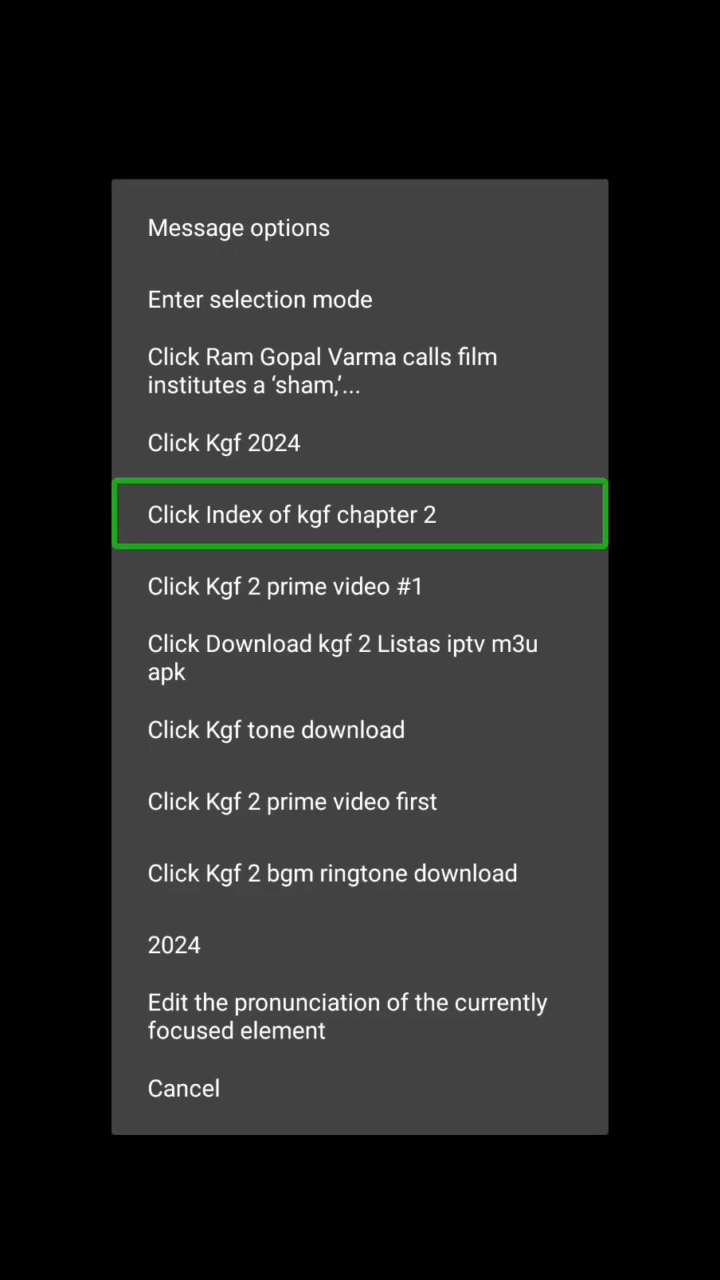 Message options
Enter selection mode
Click Ram Gopal Varma calls film
institutes a ‘sham,’...
Click Kgf 2024
Click Index of kgf chapter 2
Click Kgf 2 prime video #1
Click Download kgf 2 Listas iptv m3u
apk
Click Kgf tone download
Click Kgf 2 prime video first
Click Kgf 2 bgm ringtone download
2024
Edit the pronunciation of the currently
focused element
Cancel